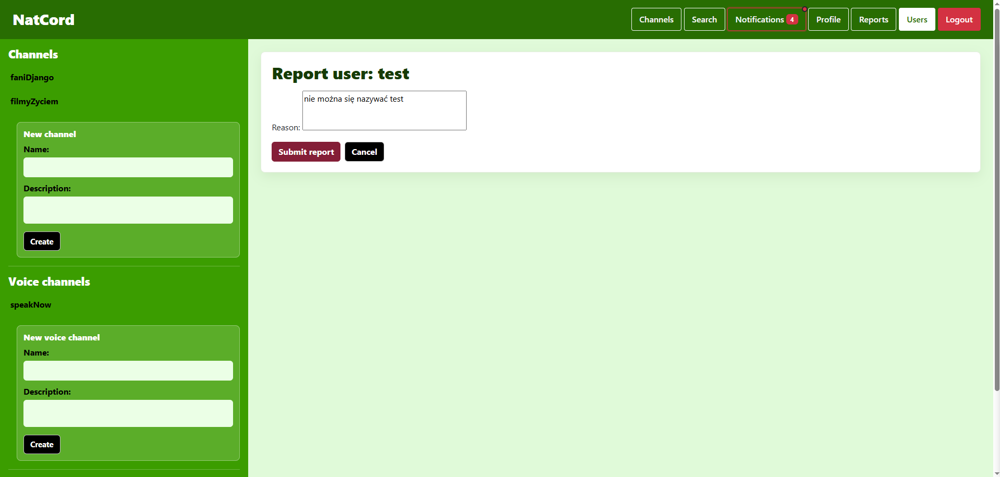 NatCord
Channels Search Notifications 4 Profile Reports Users Logout
Channels
faniDjango
filmyZyciem
New channel
Name:
Description:
Create
Voice channels
speakNow
New voice channel
Name:
Description:
Create
Report user: test
nie można się nazywać test
Reason:
Submit report Cancel